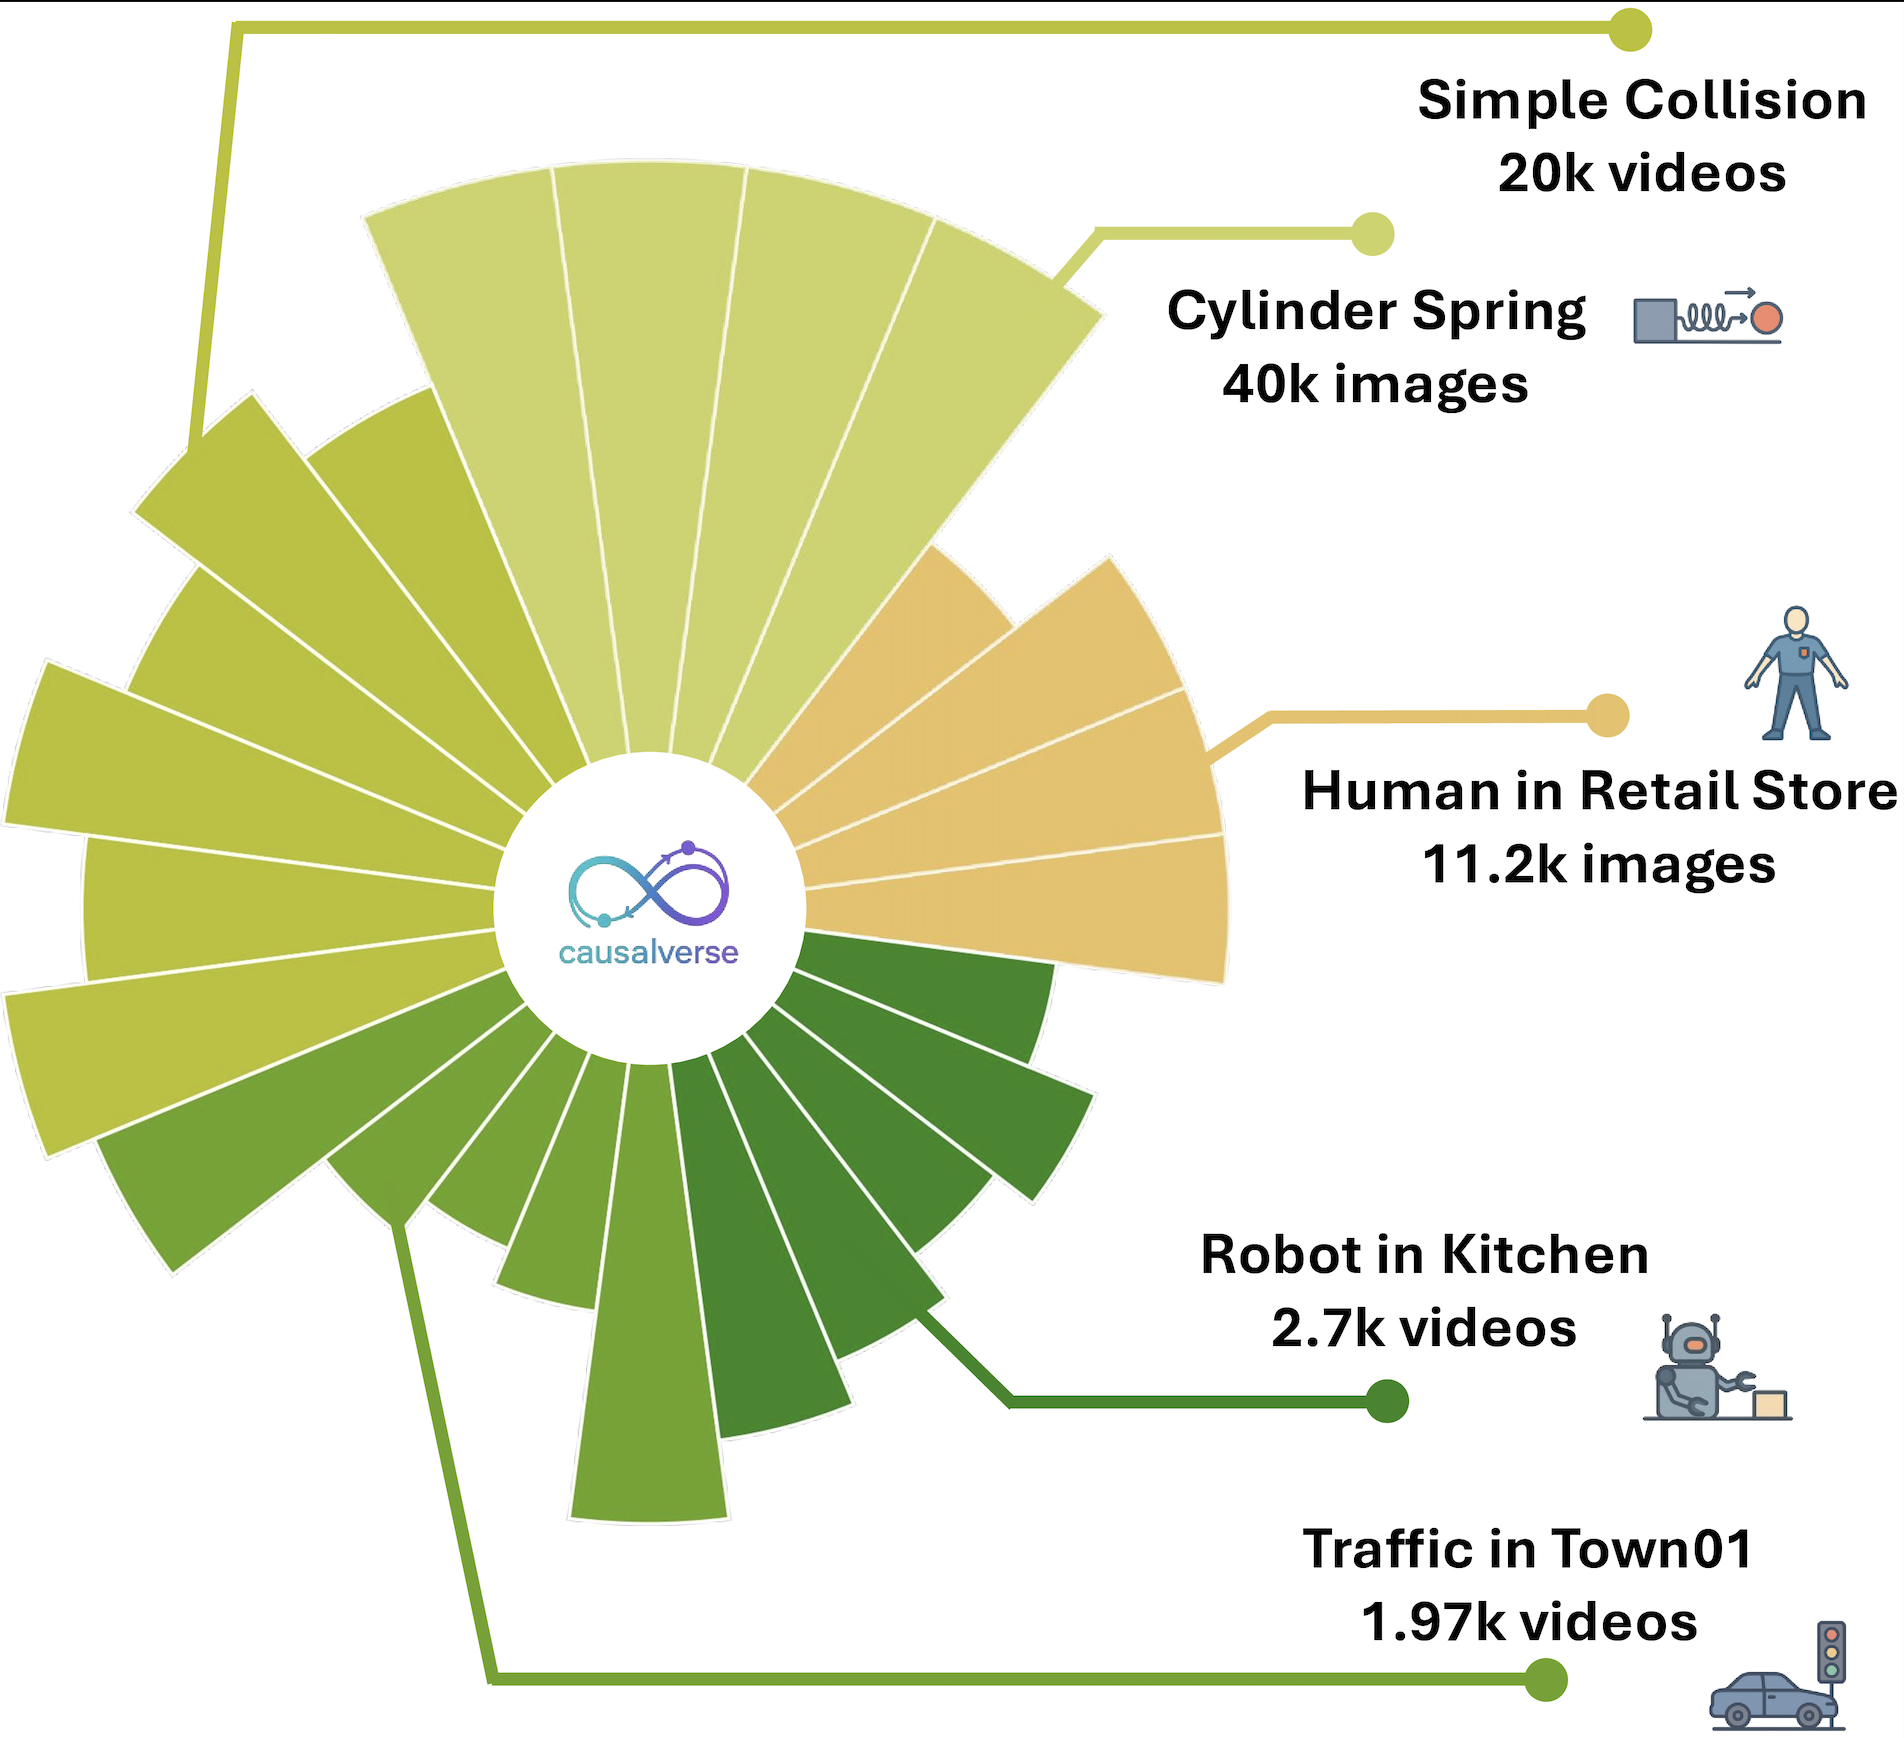 Simple Collision
20k videos
Cylinder Spring
40k images
Human in Retail Store
11.2k images
causalverse
Robot in Kitchen
2.7k videos
Traffic in Town01
1.97k videos